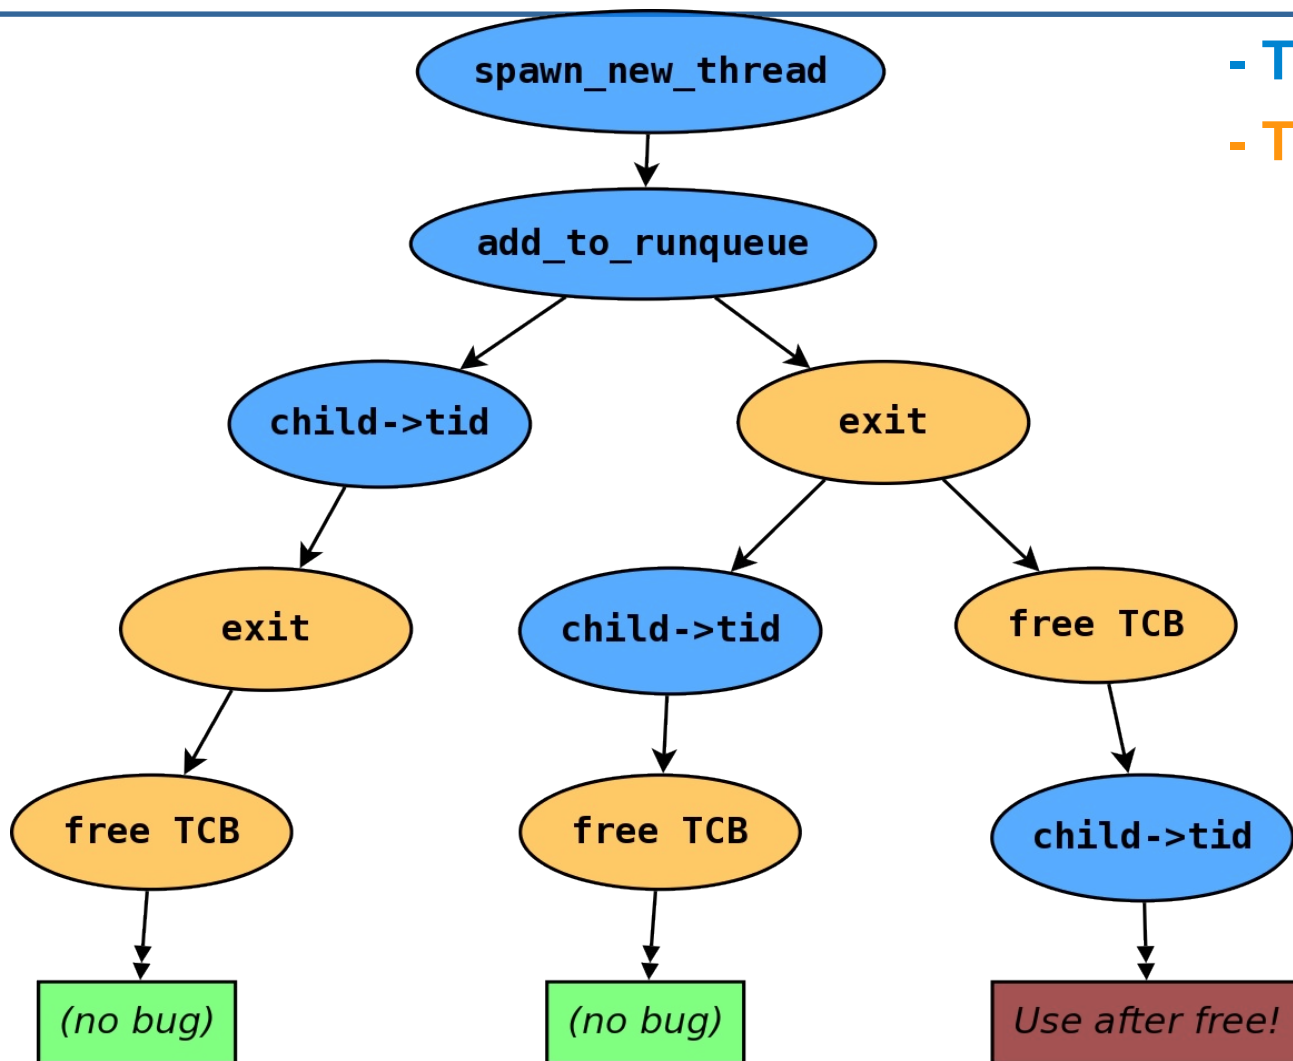 spawn_new_thread
- T
- T
add_to_runqueue
child->tid
exit
exit
child->tid
free TCB
free TCB
free TCB
child->tid
(no bug)
(no bug)
Use after free!